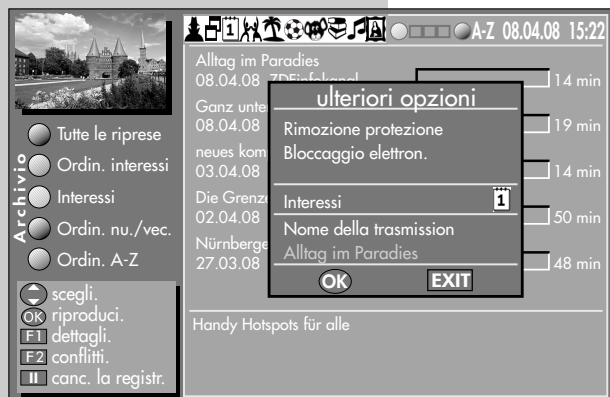 A-Z 08.04.08 15:22
Alltag im Paradies
08.04.08 ZDFinfokanal 14 min
Ganz unte
08.04.08 19 min
neues kom
03.04.08 14 min
Die Grenze
02.04.08 50 min
Nürnberge
27.03.08 48 min
ulteriori opzioni
Rimozione protezione
Bloccaggio elettron.
Interessi 1
Nome della trasmission
Alltag im Paradies
OK EXIT
Handy Hotspots für alle
Archivio
Tutte le riprese
Ordin. interessi
Interessi
Ordin. nu./vec.
Ordin. A-Z
scegli.
OK riproduci.
F1 dettagli.
F2 conflitti.
II canc. la registr.